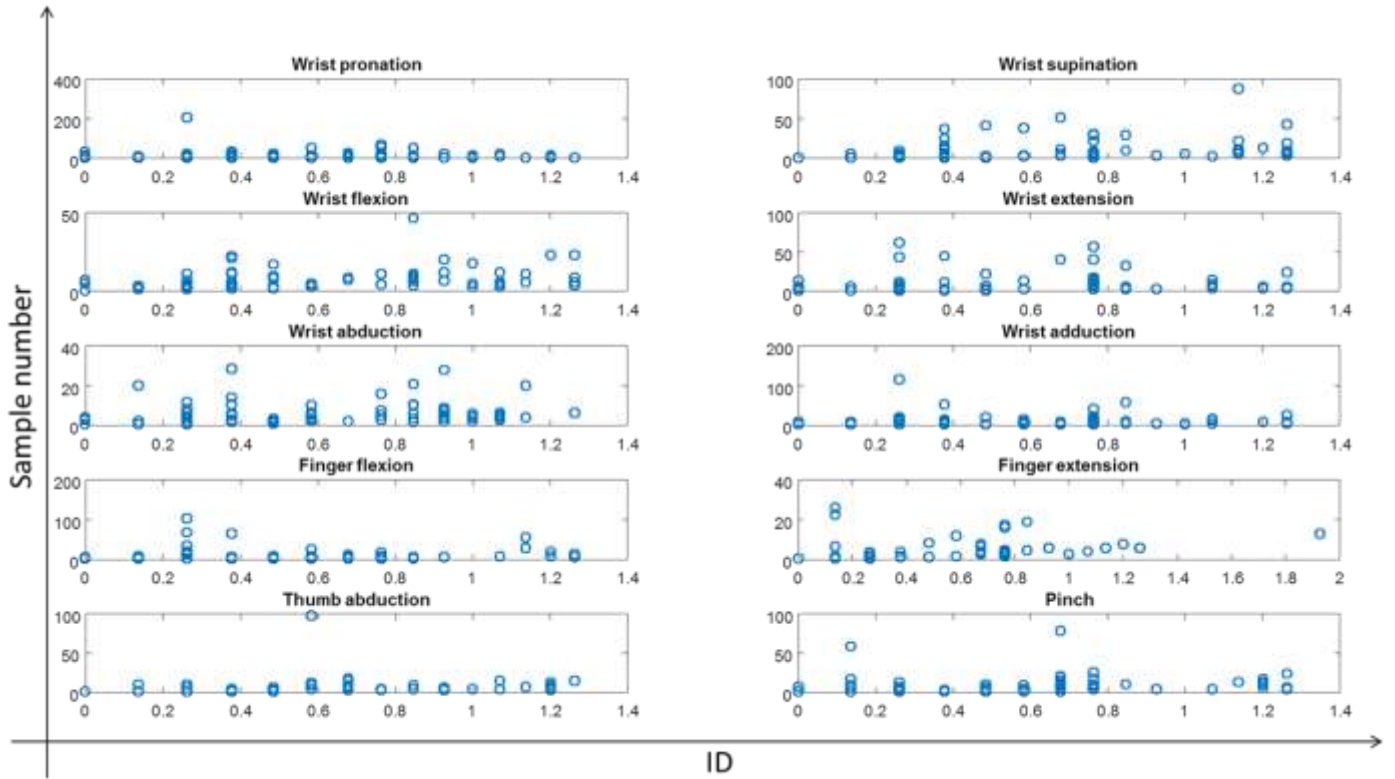 Wrist pronation
400
200
0
0 0.2 0.4 0.6 0.8 1 1.2 1.4
Wrist supination
100
50
0
0 0.2 0.4 0.6 0.8 1 1.2 1.4
Wrist flexion
50
0
0 0.2 0.4 0.6 0.8 1 1.2 1.4
Wrist extension
100
50
0
0 0.2 0.4 0.6 0.8 1 1.2 1.4
Wrist abduction
40
20
0
0 0.2 0.4 0.6 0.8 1 1.2 1.4
Wrist adduction
200
100
0
0 0.2 0.4 0.6 0.8 1 1.2 1.4
Finger flexion
200
100
0
0 0.2 0.4 0.6 0.8 1 1.2 1.4
Finger extension
40
20
0
0 0.2 0.4 0.6 0.8 1 1.2 1.4 1.6 1.8 2
Thumb abduction
100
50
0
0 0.2 0.4 0.6 0.8 1 1.2 1.4
Pinch
100
50
0
0 0.2 0.4 0.6 0.8 1 1.2 1.4
Sample number
ID